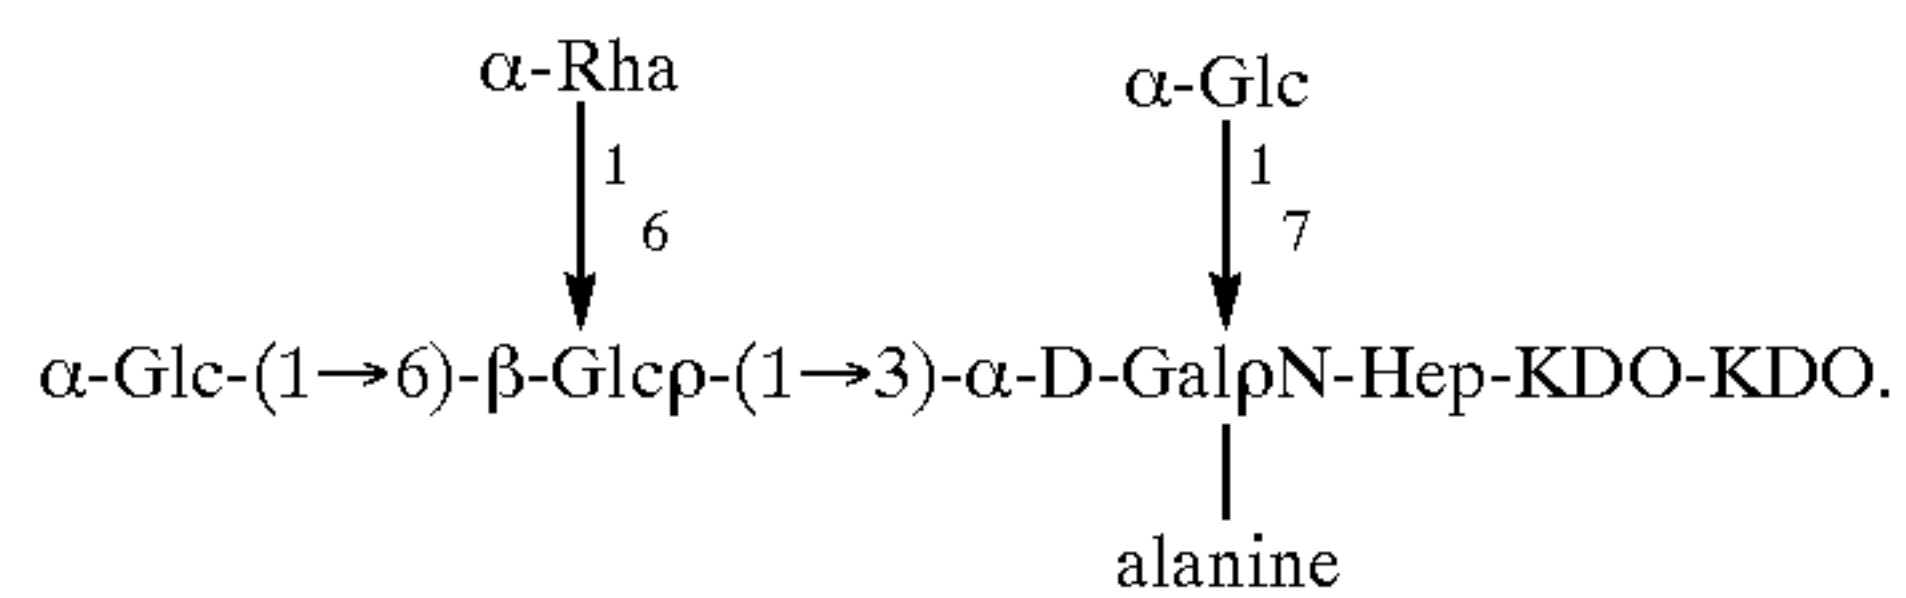 α-Rha α-Glc
1 1
6 7
α-Glc-(1→6)-β-Glcρ-(1→3)-α-D-GalρN-Hep-KDO-KDO.
alanine